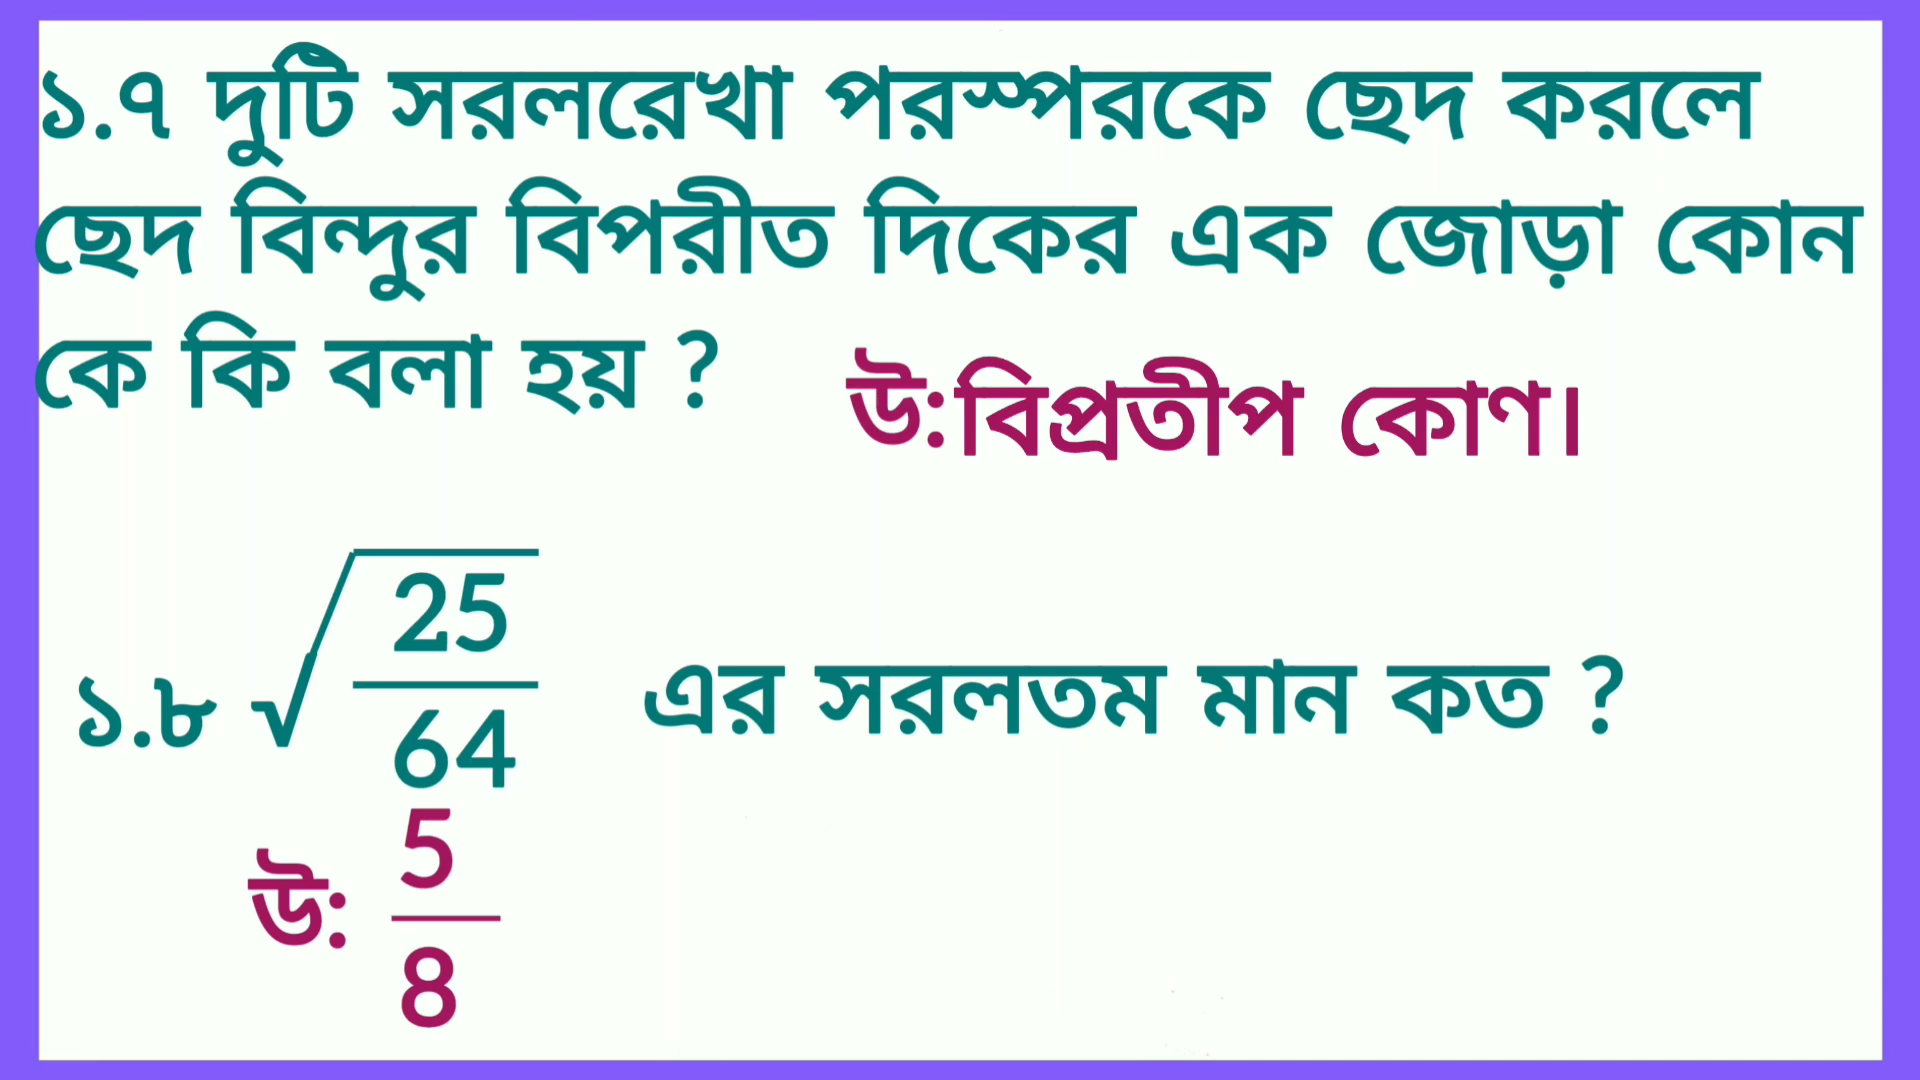 ১.৭ দুটি সরলরেখা পরস্পরকে ছেদ করলে
ছেদ বিন্দুর বিপরীত দিকের এক জোড়া কোন
কে কি বলা হয় ?
উ:বিপ্রতীপ কোণ।
১.৮ √25/64 এর সরলতম মান কত ?
উ: 5/8